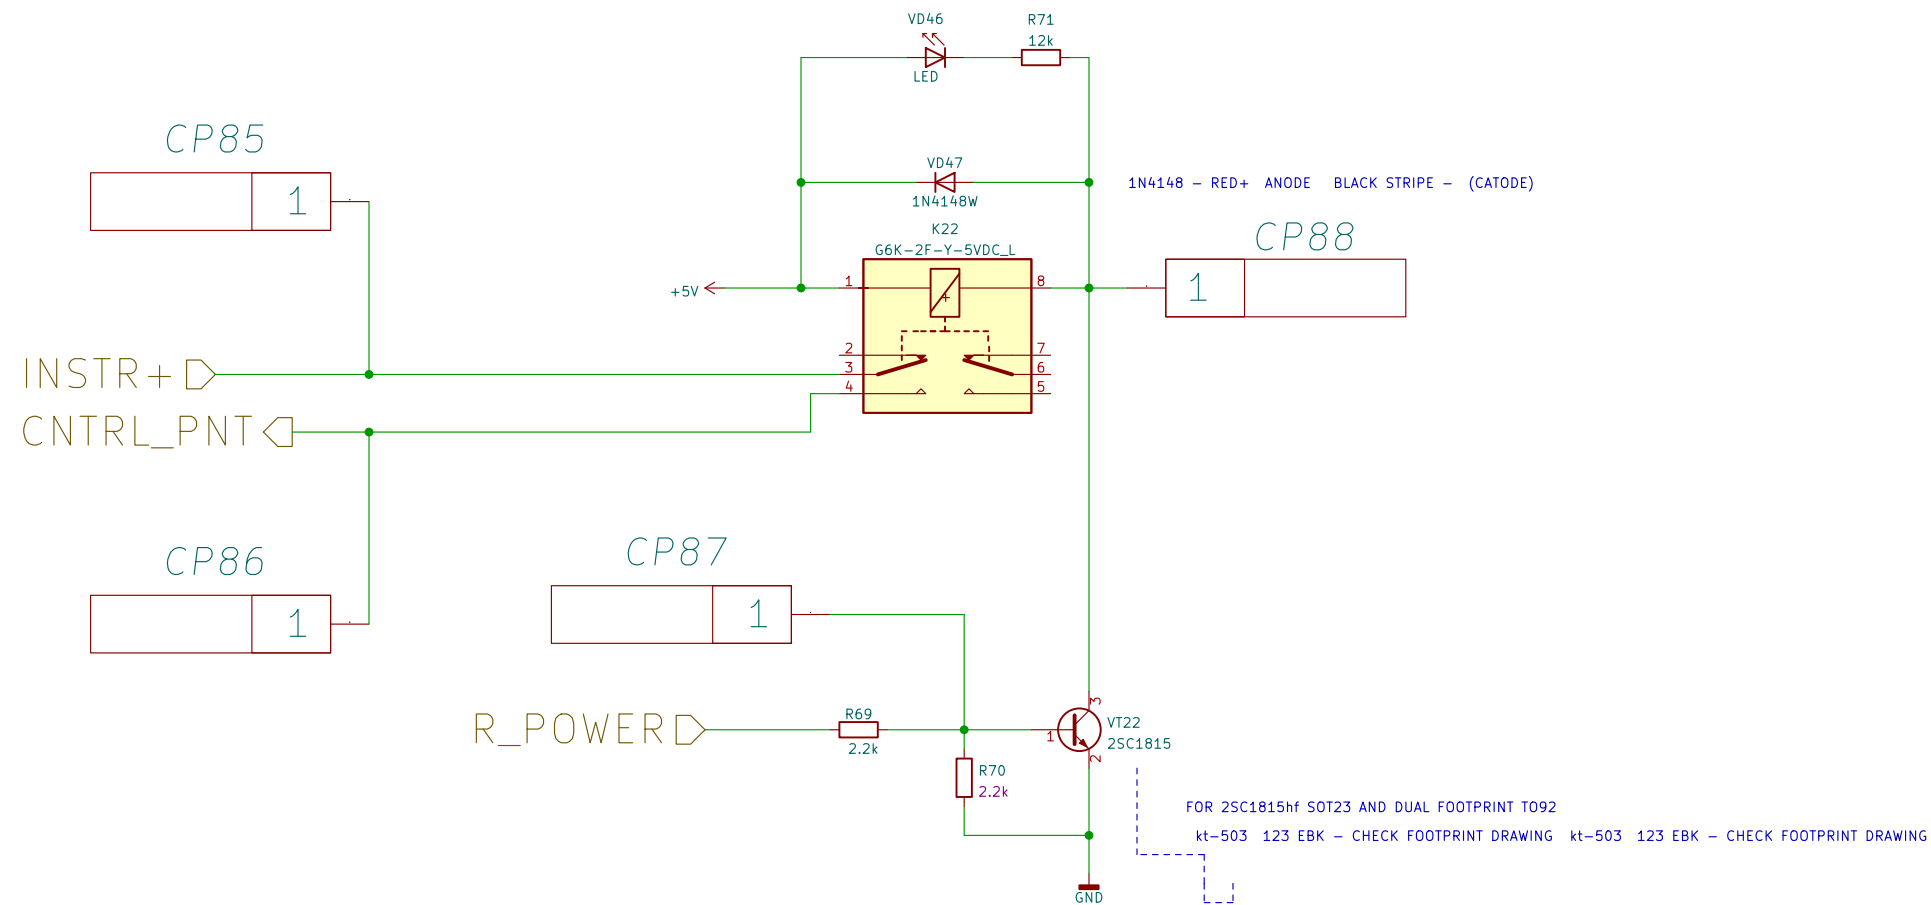 VD46
R71
12k
LED
CP85
1
VD47
1N4148W
1N4148 - RED+  ANODE   BLACK STRIPE -  (CATODE)
K22
G6K-2F-Y-5VDC_L
CP88
1
+5V
1
8
+
2
7
3
6
4
5
INSTR+
CNTRL_PNT
CP86
1
CP87
1
R_POWER
R69
2.2k
1
3
2
VT22
2SC1815
R70
2.2k
FOR 2SC1815hf SOT23 AND DUAL FOOTPRINT TO92
kt-503  123 EBK - CHECK FOOTPRINT DRAWING  kt-503  123 EBK - CHECK FOOTPRINT DRAWING
GND